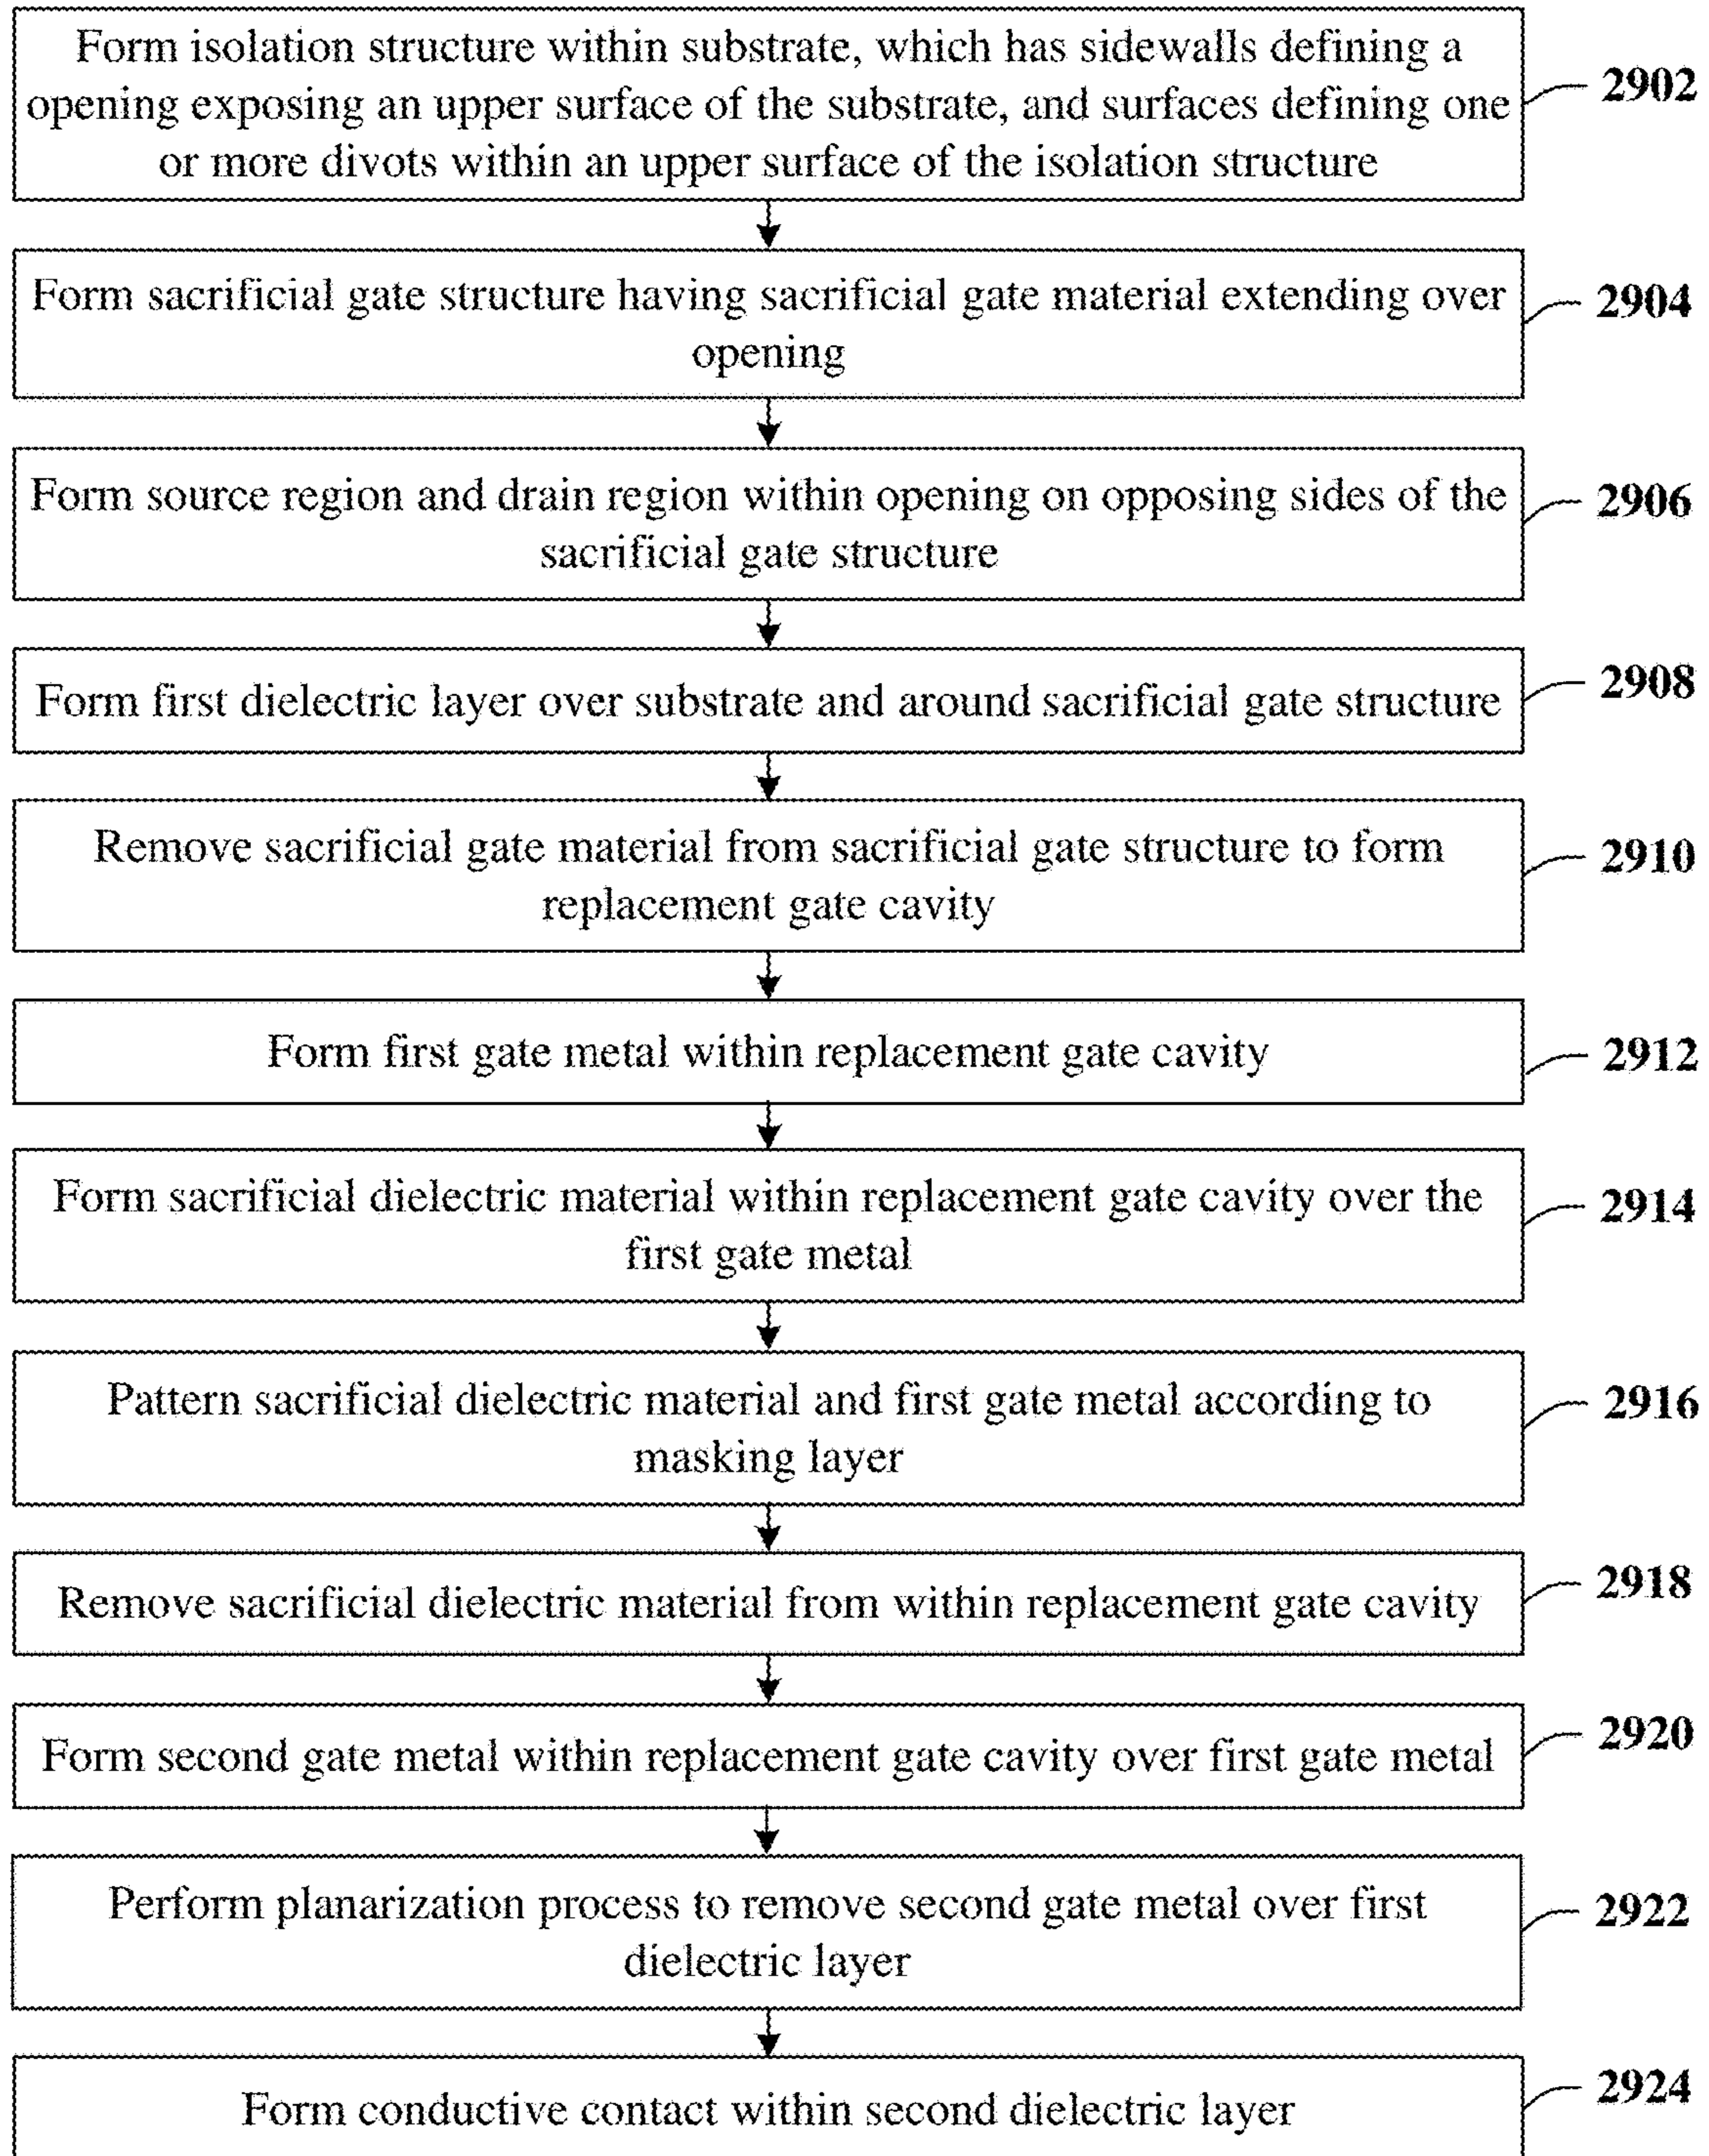 Form isolation structure within substrate, which has sidewalls defining a
opening exposing an upper surface of the substrate, and surfaces defining one
or more divots within an upper surface of the isolation structure
2902
Form sacrificial gate structure having sacrificial gate material extending over
opening
2904
Form source region and drain region within opening on opposing sides of the
sacrificial gate structure
2906
Form first dielectric layer over substrate and around sacrificial gate structure
2908
Remove sacrificial gate material from sacrificial gate structure to form
replacement gate cavity
2910
Form first gate metal within replacement gate cavity
2912
Form sacrificial dielectric material within replacement gate cavity over the
first gate metal
2914
Pattern sacrificial dielectric material and first gate metal according to
masking layer
2916
Remove sacrificial dielectric material from within replacement gate cavity
2918
Form second gate metal within replacement gate cavity over first gate metal
2920
Perform planarization process to remove second gate metal over first
dielectric layer
2922
Form conductive contact within second dielectric layer
2924